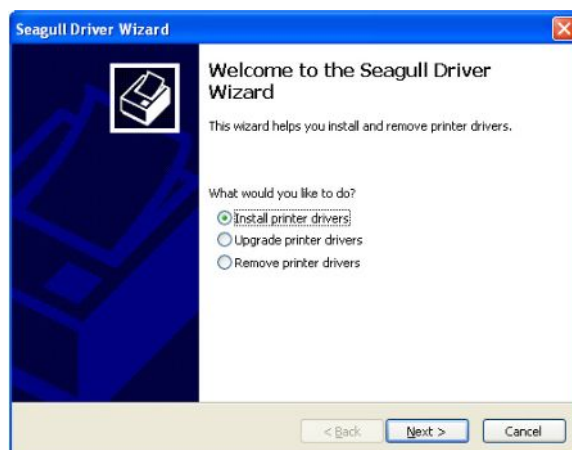 Seagull Driver Wizard
Welcome to the Seagull Driver
Wizard
This wizard helps you install and remove printer drivers.
What would you like to do?
Install printer drivers
Upgrade printer drivers
Remove printer drivers
< Back
Next >
Cancel